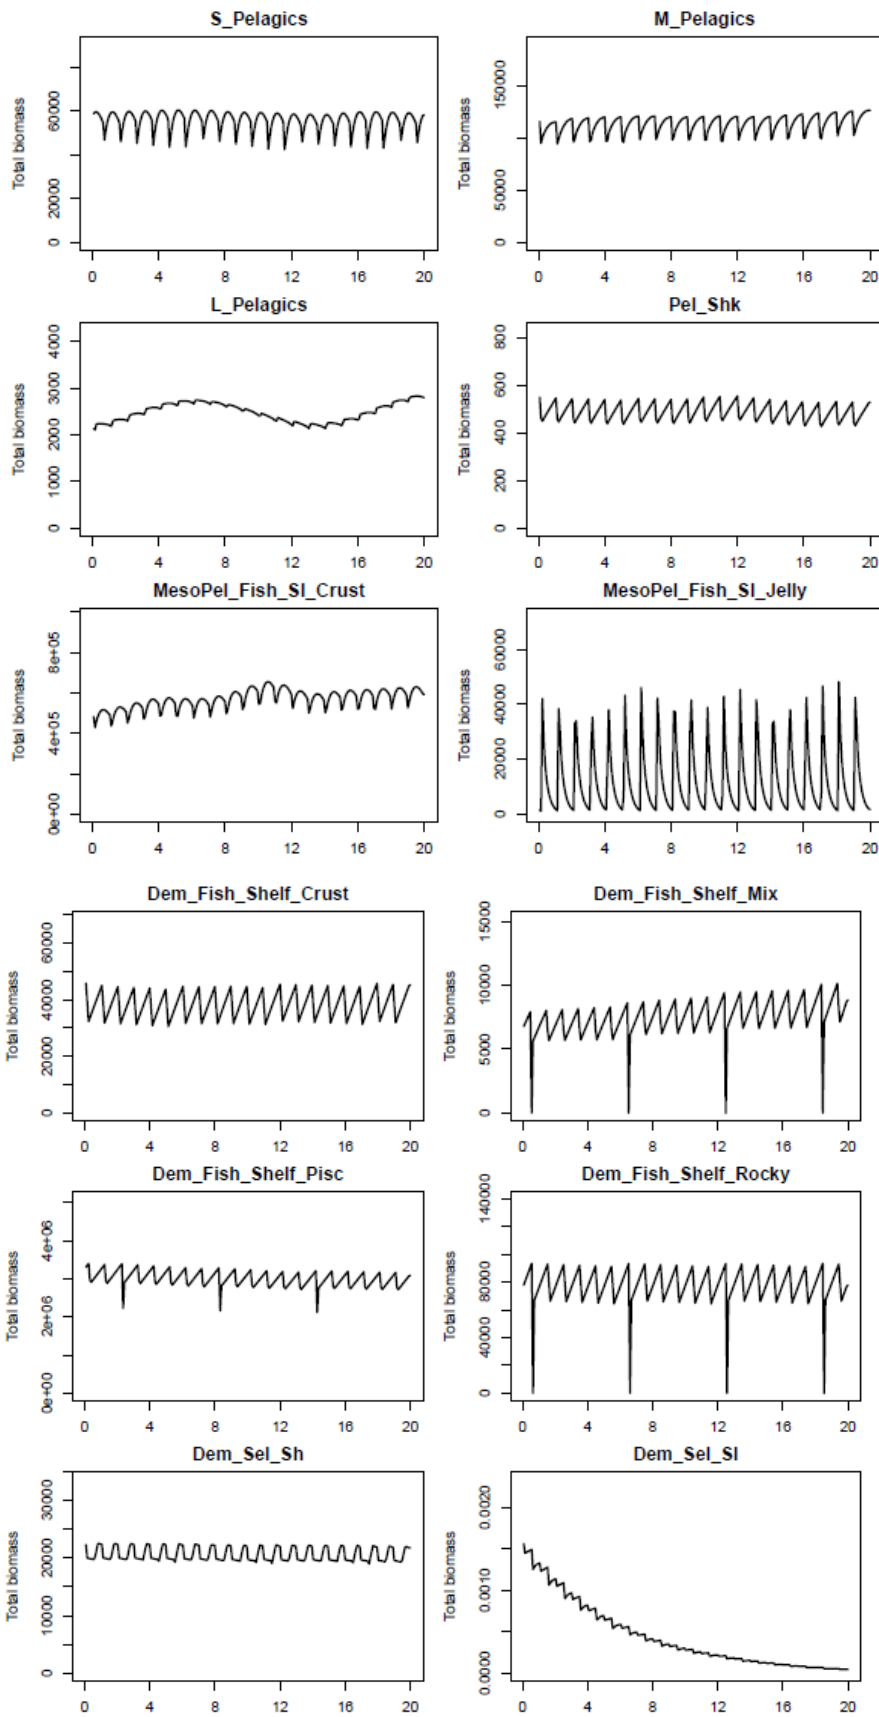 S_Pelagics
M_Pelagics
Total biomass
0 20000 60000
0 4 8 12 16 20
Total biomass
0 50000 150000
0 4 8 12 16 20
L_Pelagics
Pel_Shk
Total biomass
0 1000 2000 3000 4000
0 4 8 12 16 20
Total biomass
0 200 400 600 800
0 4 8 12 16 20
MesoPel_Fish_Sl_Crust
MesoPel_Fish_Sl_Jelly
Total biomass
0e+00 4e+05 8e+05
0 4 8 12 16 20
Total biomass
0 20000 40000 60000
0 4 8 12 16 20
Dem_Fish_Shelf_Crust
Dem_Fish_Shelf_Mix
Total biomass
0 20000 40000 60000
0 4 8 12 16 20
Total biomass
0 5000 10000 15000
0 4 8 12 16 20
Dem_Fish_Shelf_Pisc
Dem_Fish_Shelf_Rocky
Total biomass
0e+00 2e+06 4e+06
0 4 8 12 16 20
Total biomass
0 40000 80000 140000
0 4 8 12 16 20
Dem_Sel_Sh
Dem_Sel_Sl
Total biomass
0 10000 20000 30000
0 4 8 12 16 20
Total biomass
0.0000 0.0010 0.0020
0 4 8 12 16 20